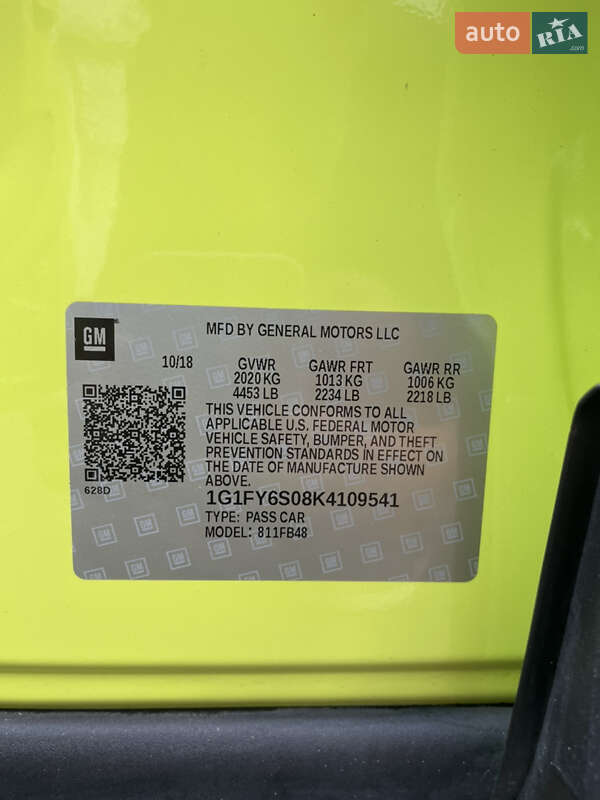 auto RIA.com
GM
MFD BY GENERAL MOTORS LLC
10/18 GVWR GAWR FRT GAWR RR
2020 KG 1013 KG 1006 KG
4453 LB 2234 LB 2218 LB
THIS VEHICLE CONFORMS TO ALL
APPLICABLE U.S. FEDERAL MOTOR
VEHICLE SAFETY, BUMPER, AND THEFT
PREVENTION STANDARDS IN EFFECT ON
THE DATE OF MANUFACTURE SHOWN
ABOVE.
628D
1G1FY6S08K4109541
TYPE: PASS CAR
MODEL: 811FB48